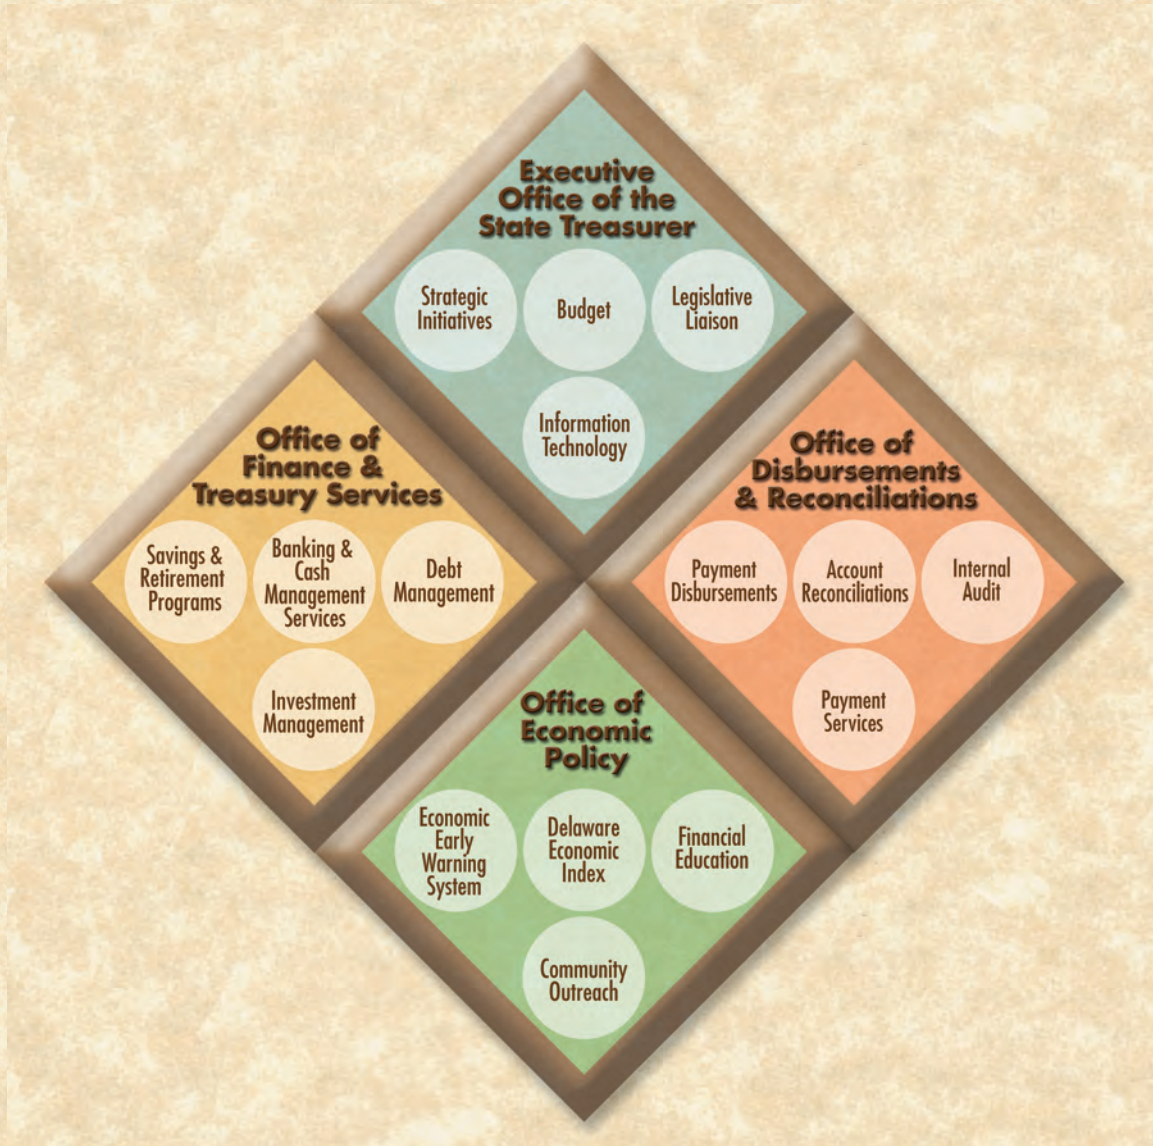 Executive
Office of the
State Treasurer
Strategic
Initiatives
Budget
Legislative
Liaison
Information
Technology
Office of
Finance &
Treasury Services
Savings &
Retirement
Programs
Banking &
Cash
Management
Services
Debt
Management
Investment
Management
Office of
Disbursements
& Reconciliations
Payment
Disbursements
Account
Reconciliations
Internal
Audit
Payment
Services
Office of
Economic
Policy
Economic
Early
Warning
System
Delaware
Economic
Index
Financial
Education
Community
Outreach